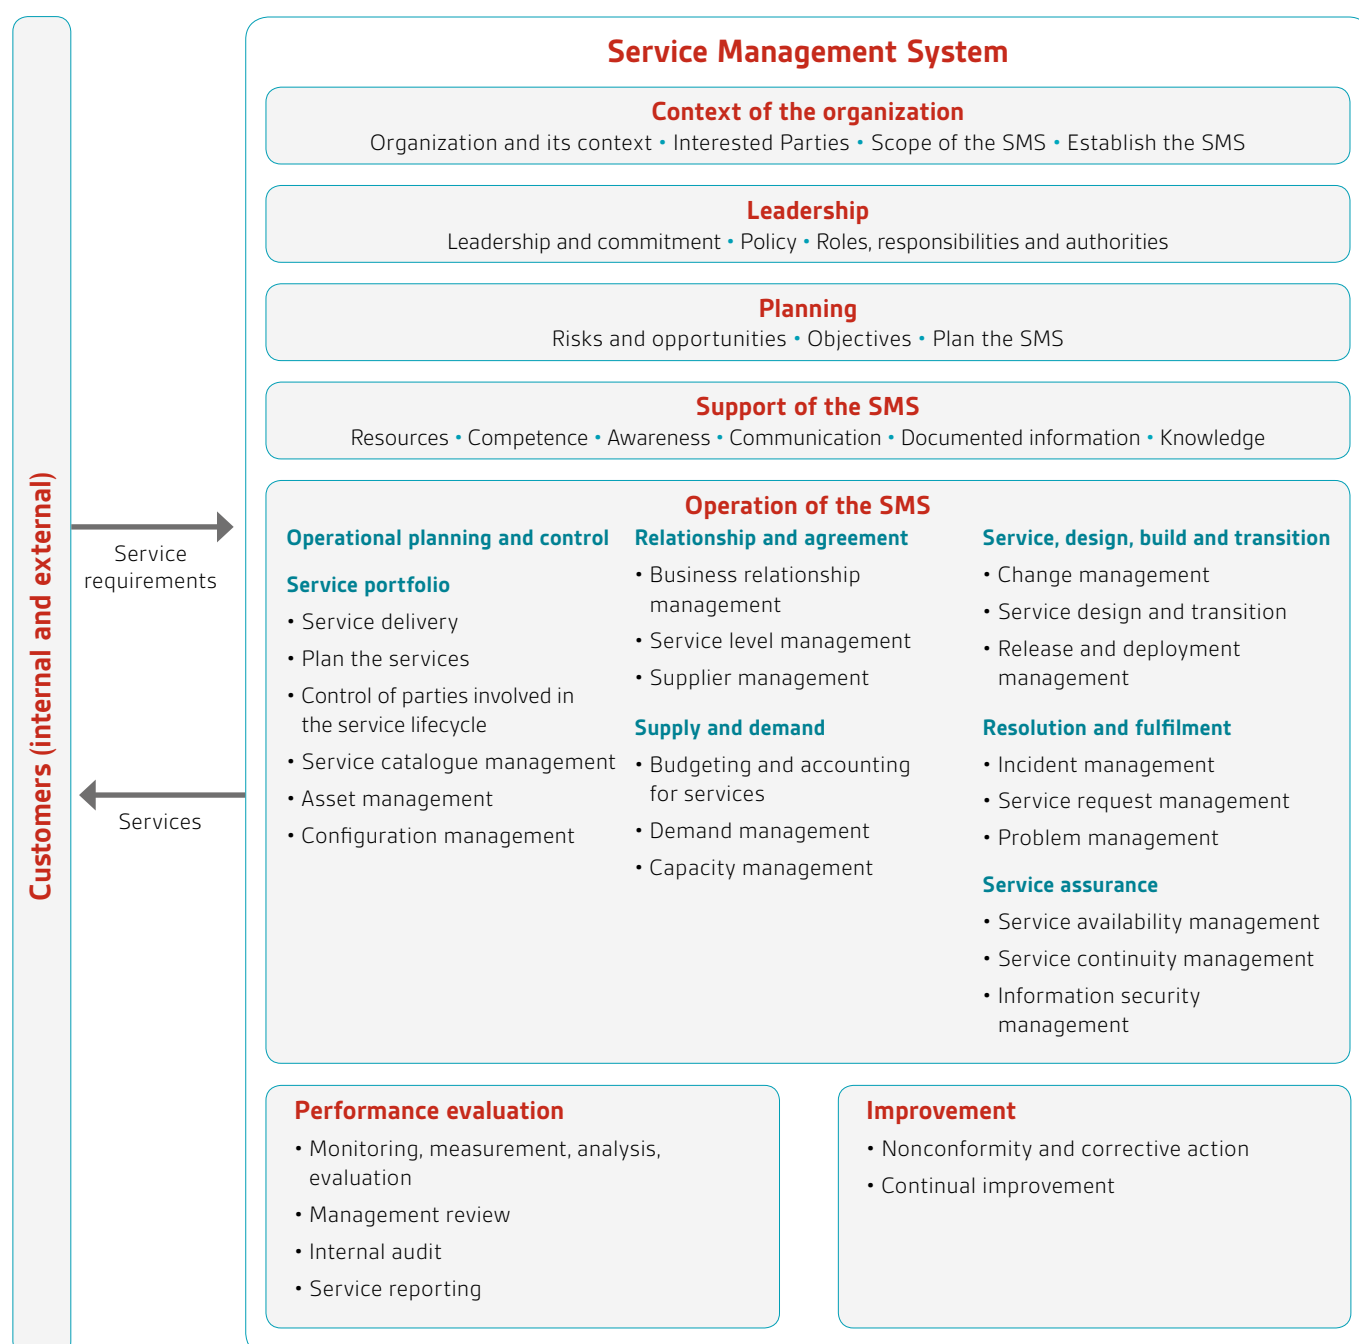 Service Management System
Context of the organization
Organization and its context • Interested Parties • Scope of the SMS • Establish the SMS
Leadership
Leadership and commitment • Policy • Roles, responsibilities and authorities
Planning
Risks and opportunities • Objectives • Plan the SMS
Support of the SMS
Resources • Competence • Awareness • Communication • Documented information • Knowledge
Customers (internal and external)
Service
requirements
Services
Operation of the SMS
Operational planning and control
Service portfolio
• Service delivery
• Plan the services
• Control of parties involved in
the service lifecycle
• Service catalogue management
• Asset management
• Configuration management
Relationship and agreement
• Business relationship
management
• Service level management
• Supplier management
Supply and demand
• Budgeting and accounting
for services
• Demand management
• Capacity management
Service, design, build and transition
• Change management
• Service design and transition
• Release and deployment
management
Resolution and fulfilment
• Incident management
• Service request management
• Problem management
Service assurance
• Service availability management
• Service continuity management
• Information security
management
Performance evaluation
• Monitoring, measurement, analysis,
evaluation
• Management review
• Internal audit
• Service reporting
Improvement
• Nonconformity and corrective action
• Continual improvement